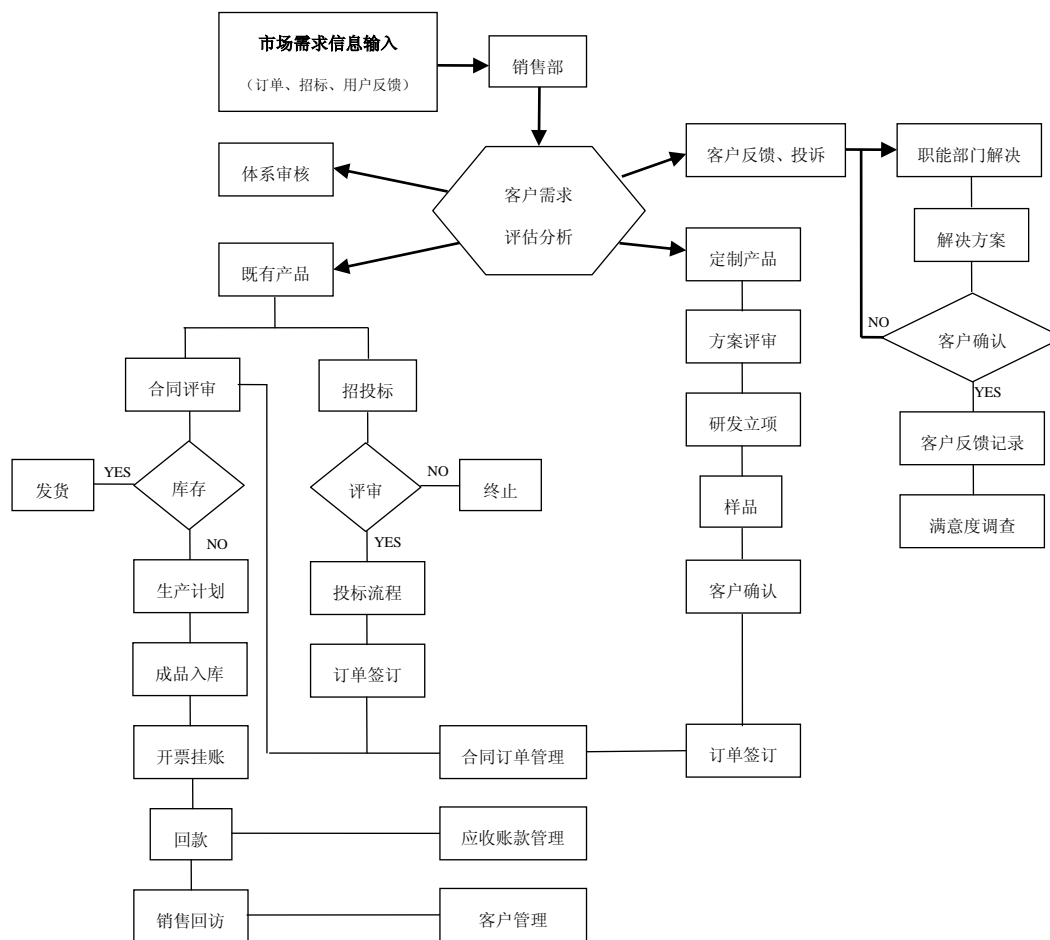 市场需求信息输入
（订单、招标、用户反馈）
销售部
客户反馈、投诉
职能部门解决
体系审核
客户需求
评估分析
解决方案
定制产品
既有产品
NO
客户确认
方案评审
合同评审
招投标
YES
研发立项
客户反馈记录
YES
NO
发货
库存
评审
终止
样品
满意度调查
NO
YES
生产计划
投标流程
客户确认
成品入库
订单签订
开票挂账
合同订单管理
订单签订
回款
应收账款管理
销售回访
客户管理